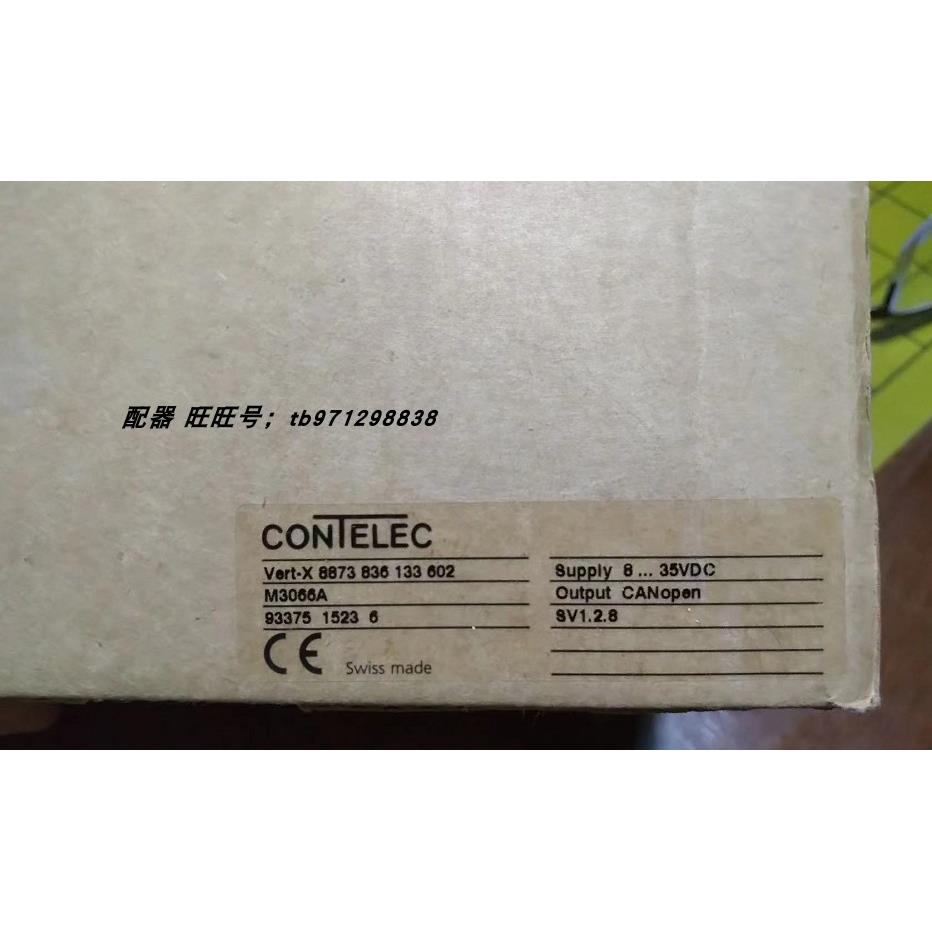 配器 旺旺号；tb971298838
CONTELEC
Vert-X 8873 836 133 602
M3066A
93375 1523 6
CE Swiss made
Supply 8 ... 35VDC
Output CANopen
SV1.2.8